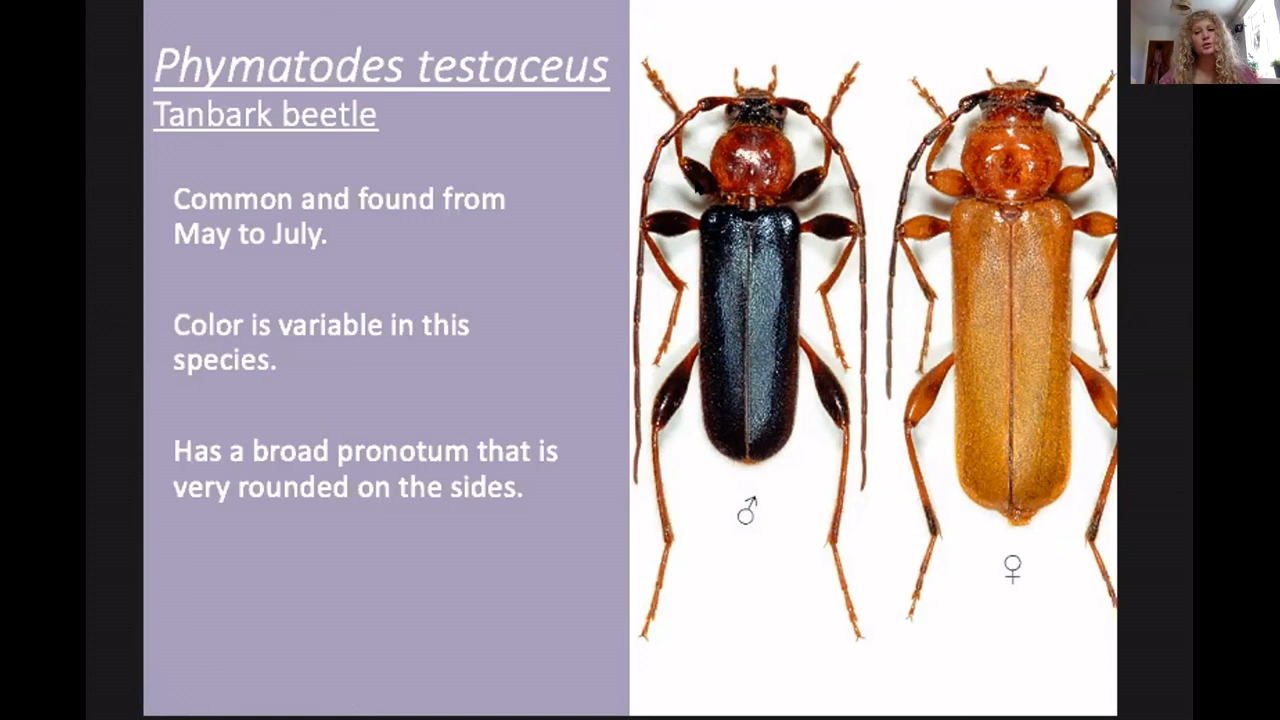 Phymatodes testaceus
Tanbark beetle
Common and found from
May to July.
Color is variable in this
species.
Has a broad pronotum that is
very rounded on the sides.
♂
♀